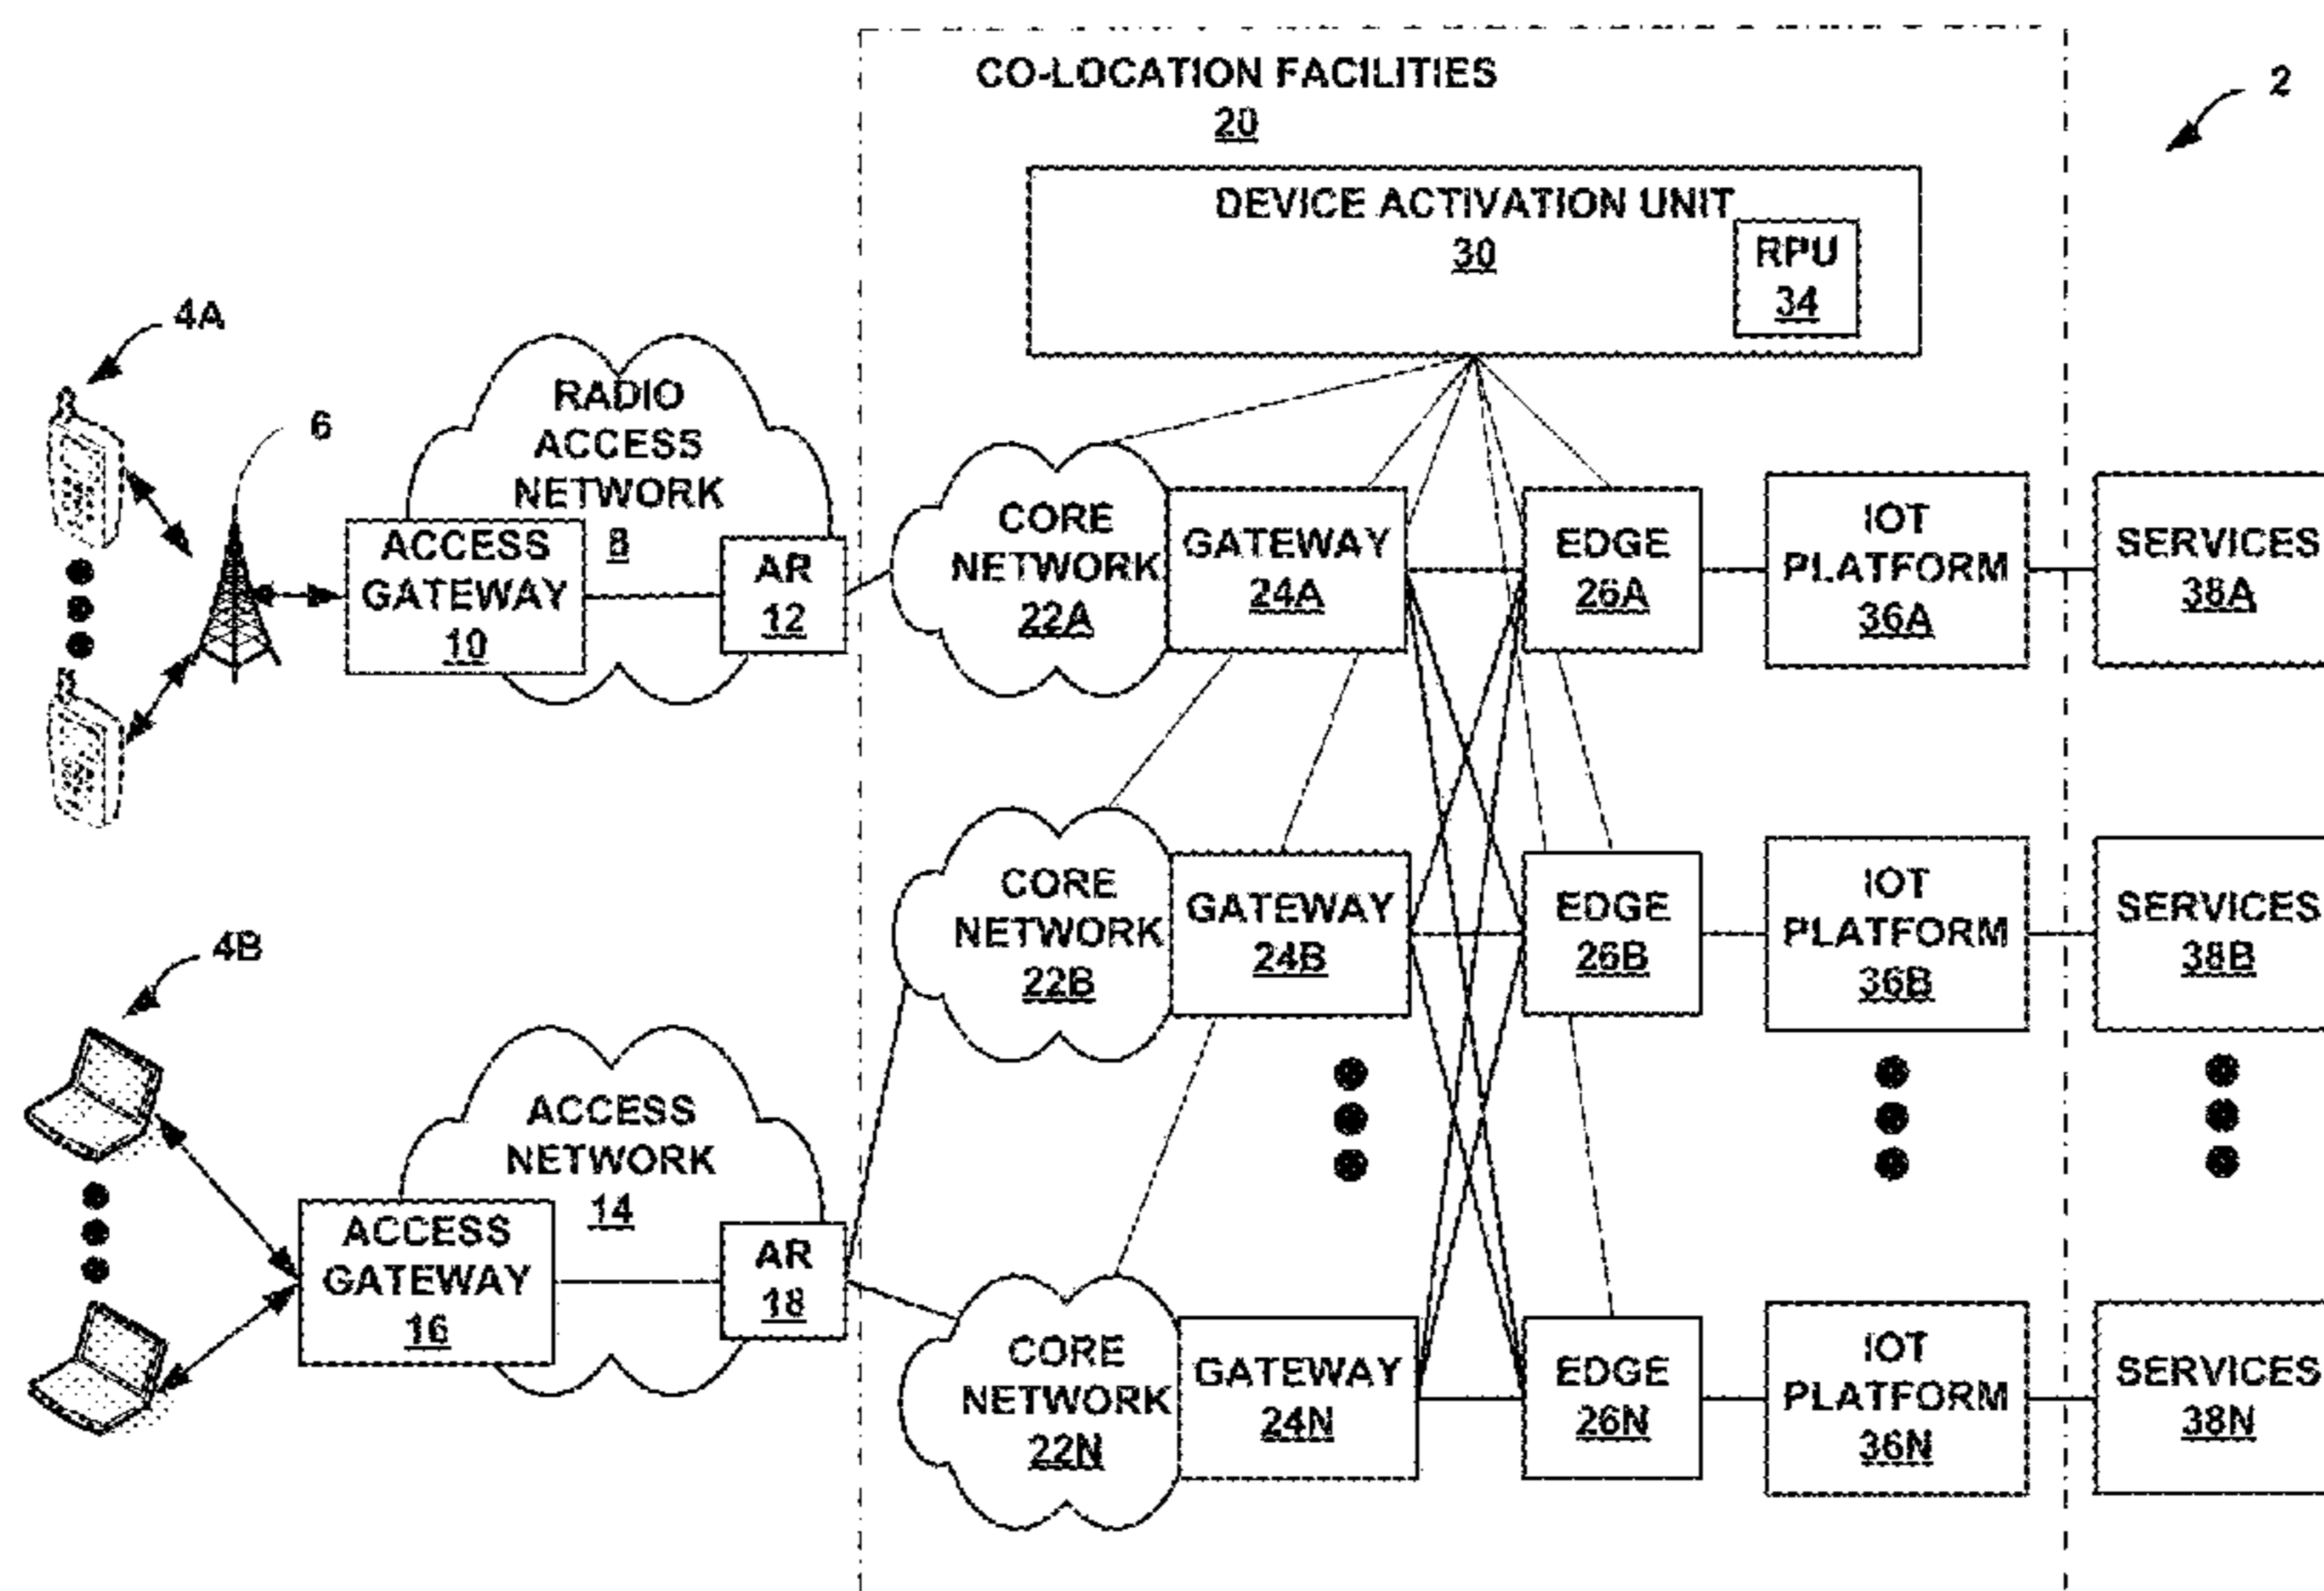 CO-LOCATION FACILITIES
20
2
DEVICE ACTIVATION UNIT
30
RPU
34
4A
6
RADIO
ACCESS
NETWORK
8
ACCESS
GATEWAY
10
AR
12
CORE
NETWORK
22A
GATEWAY
24A
EDGE
26A
IOT
PLATFORM
36A
SERVICES
38A
CORE
NETWORK
22B
GATEWAY
24B
EDGE
26B
IOT
PLATFORM
36B
SERVICES
38B
4B
ACCESS
NETWORK
14
ACCESS
GATEWAY
16
AR
18
CORE
NETWORK
22N
GATEWAY
24N
EDGE
26N
IOT
PLATFORM
36N
SERVICES
38N